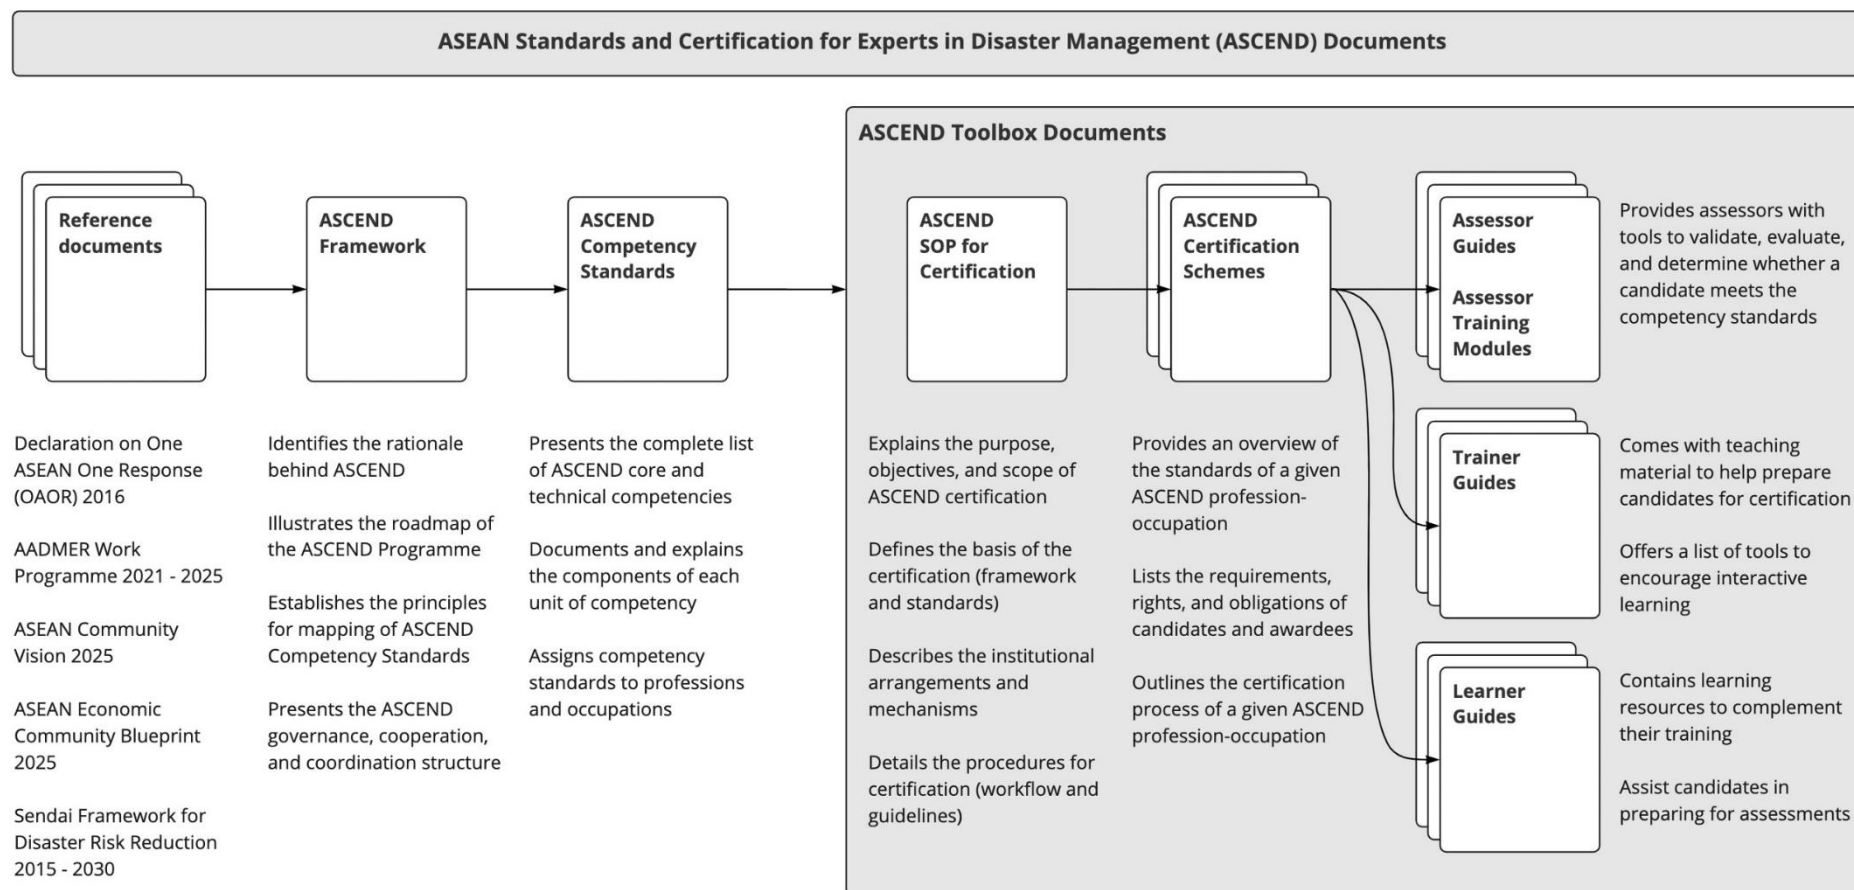 ASEAN Standards and Certification for Experts in Disaster Management (ASCEND) Documents
ASCEND Toolbox Documents
Reference
documents
ASCEND
Framework
ASCEND
Competency
Standards
ASCEND
SOP for
Certification
ASCEND
Certification
Schemes
Assessor
Guides
Assessor
Training
Modules
Provides assessors with
tools to validate, evaluate,
and determine whether a
candidate meets the
competency standards
Declaration on One
ASEAN One Response
(OAOR) 2016
AADMER Work
Programme 2021 - 2025
ASEAN Community
Vision 2025
ASEAN Economic
Community Blueprint
2025
Sendai Framework for
Disaster Risk Reduction
2015 - 2030
Identifies the rationale
behind ASCEND
Illustrates the roadmap of
the ASCEND Programme
Establishes the principles
for mapping of ASCEND
Competency Standards
Presents the ASCEND
governance, cooperation,
and coordination structure
Presents the complete list
of ASCEND core and
technical competencies
Documents and explains
the components of each
unit of competency
Assigns competency
standards to professions
and occupations
Explains the purpose,
objectives, and scope of
ASCEND certification
Defines the basis of the
certification (framework
and standards)
Describes the institutional
arrangements and
mechanisms
Details the procedures for
certification (workflow and
guidelines)
Provides an overview of
the standards of a given
ASCEND profession-
occupation
Lists the requirements,
rights, and obligations of
candidates and awardees
Outlines the certification
process of a given ASCEND
profession-occupation
Trainer
Guides
Comes with teaching
material to help prepare
candidates for certification
Offers a list of tools to
encourage interactive
learning
Learner
Guides
Contains learning
resources to complement
their training
Assist candidates in
preparing for assessments